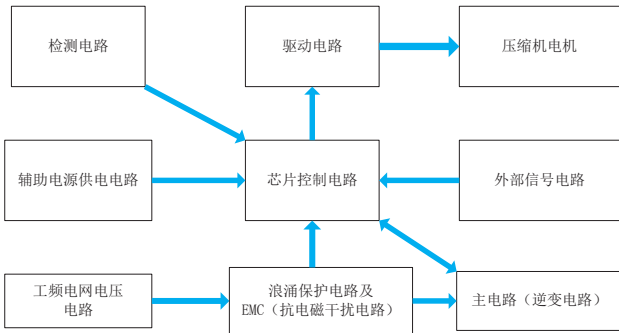 检测电路
驱动电路
压缩机电机
辅助电源供电电路
芯片控制电路
外部信号电路
工频电网电压
电路
浪涌保护电路及
EMC（抗电磁干扰电路）
主电路（逆变电路）